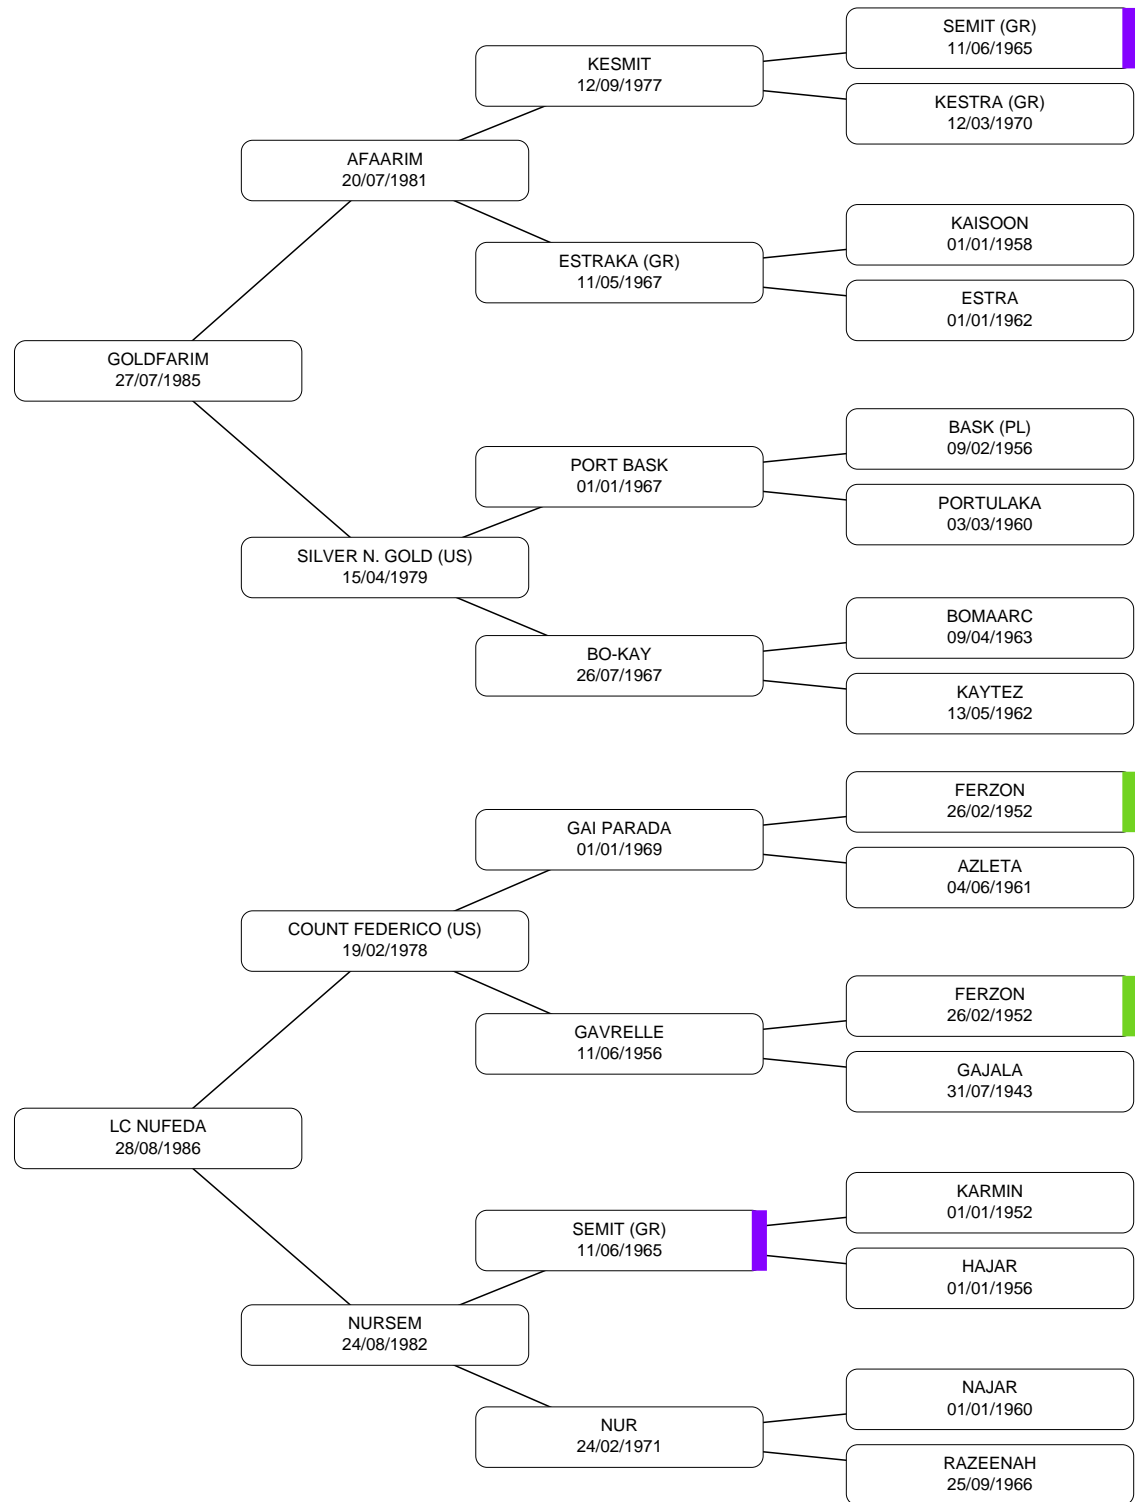 SEMIT (GR)
11/06/1965
KESMIT
12/09/1977
KESTRA (GR)
12/03/1970
AFAARIM
20/07/1981
KAISOON
01/01/1958
ESTRAKA (GR)
11/05/1967
ESTRA
01/01/1962
GOLDFARIM
27/07/1985
BASK (PL)
09/02/1956
PORT BASK
01/01/1967
PORTULAKA
03/03/1960
SILVER N. GOLD (US)
15/04/1979
BOMAARC
09/04/1963
BO-KAY
26/07/1967
KAYTEZ
13/05/1962
FERZON
26/02/1952
GAI PARADA
01/01/1969
AZLETA
04/06/1961
COUNT FEDERICO (US)
19/02/1978
FERZON
26/02/1952
GAVRELLE
11/06/1956
GAJALA
31/07/1943
LC NUFEDA
28/08/1986
KARMIN
01/01/1952
SEMIT (GR)
11/06/1965
HAJAR
01/01/1956
NURSEM
24/08/1982
NAJAR
01/01/1960
NUR
24/02/1971
RAZEENAH
25/09/1966